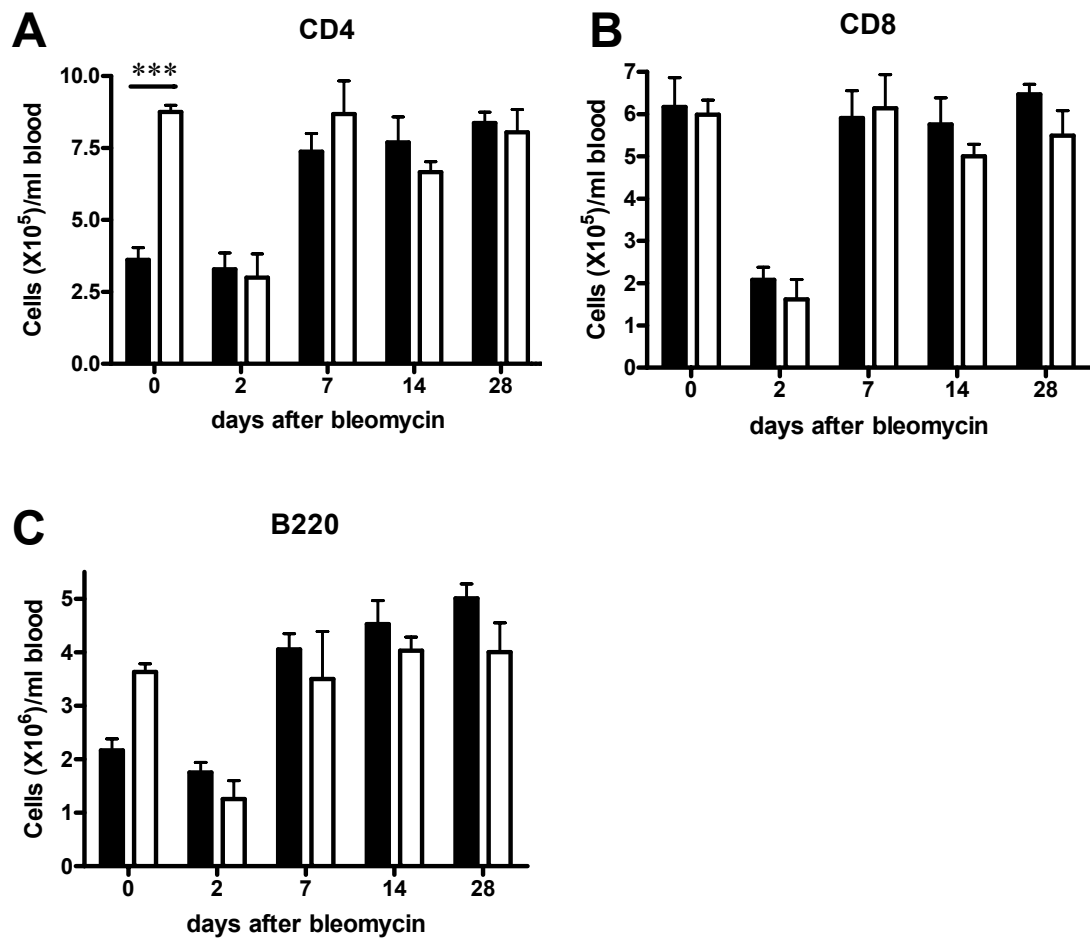 A
CD4
***
10.0
7.5
5.0
2.5
0.0
Cells (X10⁵)/ml blood
0 2 7 14 28
days after bleomycin
B
CD8
7
6
5
4
3
2
1
0
Cells (X10⁵)/ml blood
0 2 7 14 28
days after bleomycin
C
B220
5
4
3
2
1
0
Cells (X10⁶)/ml blood
0 2 7 14 28
days after bleomycin